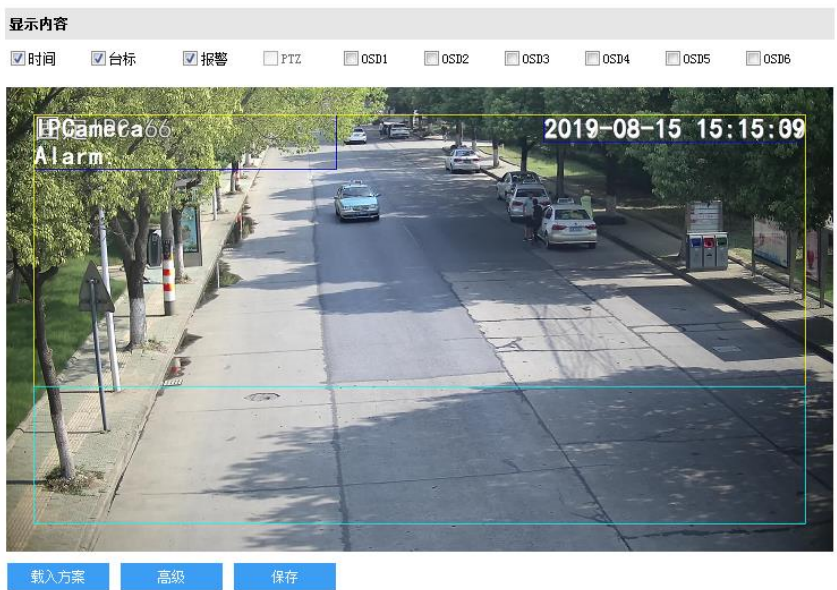 显示内容
时间 台标 报警 PTZ OSD1 OSD2 OSD3 OSD4 OSD5 OSD6
IPCamera66 2019-08-15 15:15:09
Alarm
载入方案 高级 保存